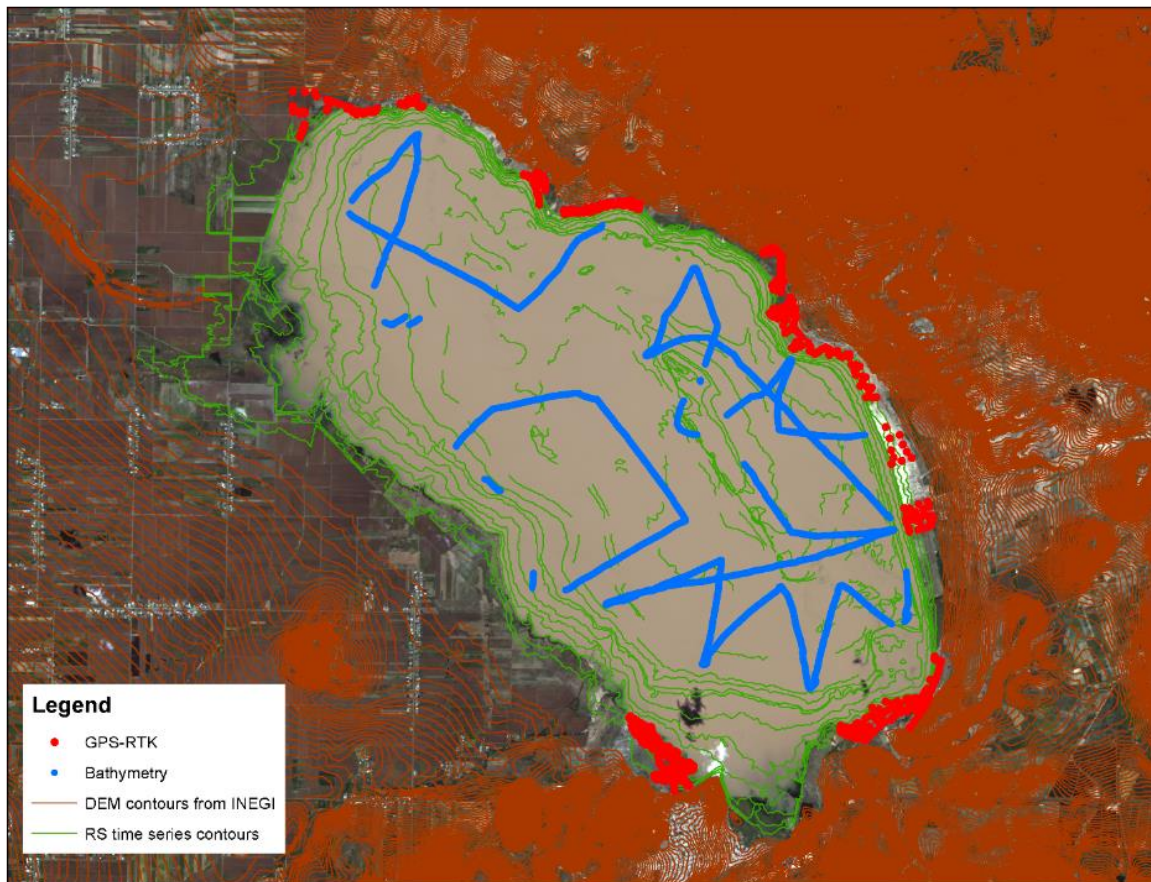 Legend
GPS-RTK
Bathymetry
DEM contours from INEGI
RS time series contours